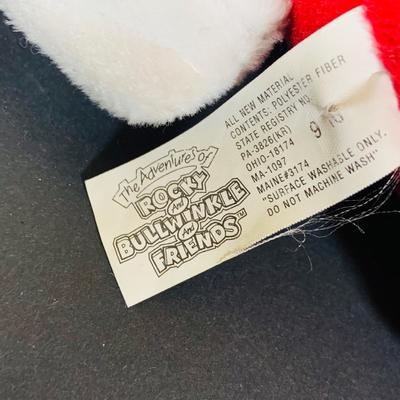 The Adventures of
ROCKY
AND
BULLWINKLE
AND
FRIENDS™
ALL NEW MATERIAL
CONTENTS: POLYESTER FIBER
STATE REGISTRY NO.
PA-3826(KR)
OHIO-18174
MA-1097
MAINE#3174
"SURFACE WASHABLE ONLY.
DO NOT MACHINE WASH"